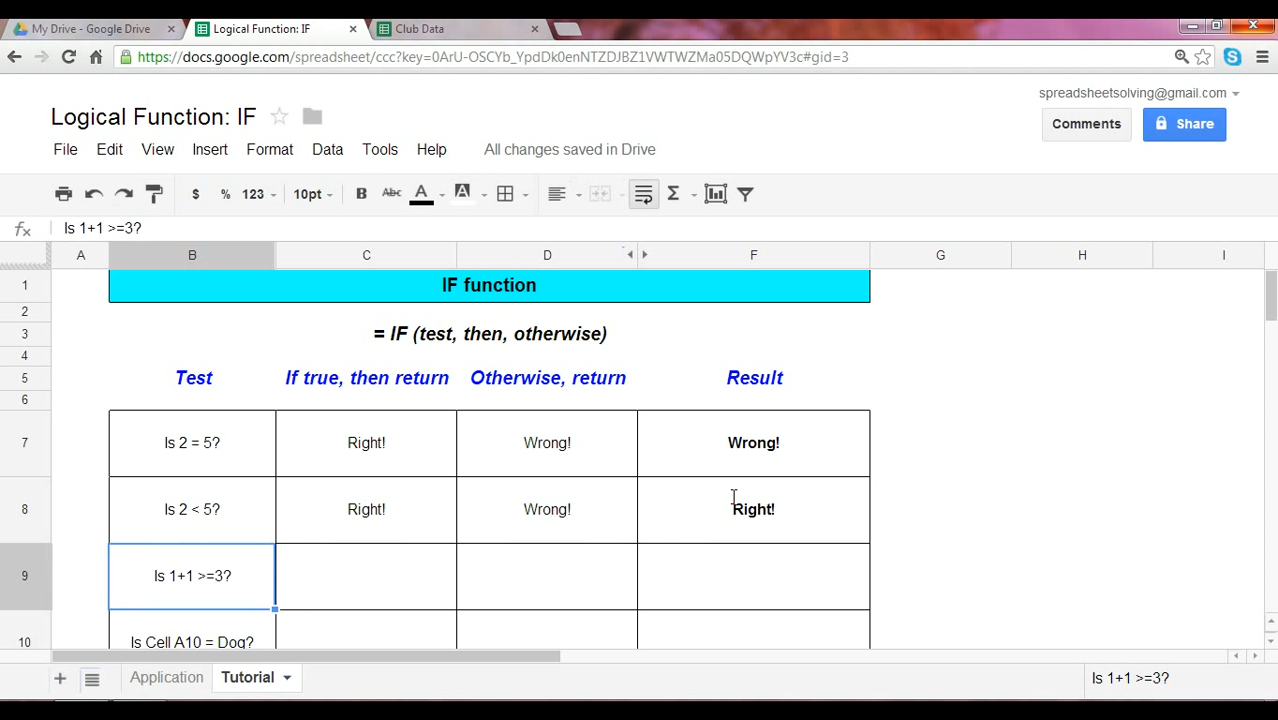 My Drive - Google Drive
Logical Function: IF
Club Data
https://docs.google.com/spreadsheet/ccc?key=0ArU-OSCYb_YpdDk0enNTZDJBZ1VWTWZMa05DQWpYV3c#gid=3
spreadsheetsolving@gmail.com
Logical Function: IF
Comments
Share
File Edit View Insert Format Data Tools Help All changes saved in Drive
$ % 123 10pt B Abc A A Σ
fx Is 1+1 >=3?
A B C D F G H I
1 IF function
2
3 = IF (test, then, otherwise)
4
5 Test If true, then return Otherwise, return Result
6
7 Is 2 = 5? Right! Wrong! Wrong!
8 Is 2 < 5? Right! Wrong! Right!
9 Is 1+1 >=3?
10 Is Cell A10 = Dog?
Application Tutorial Is 1+1 >=3?